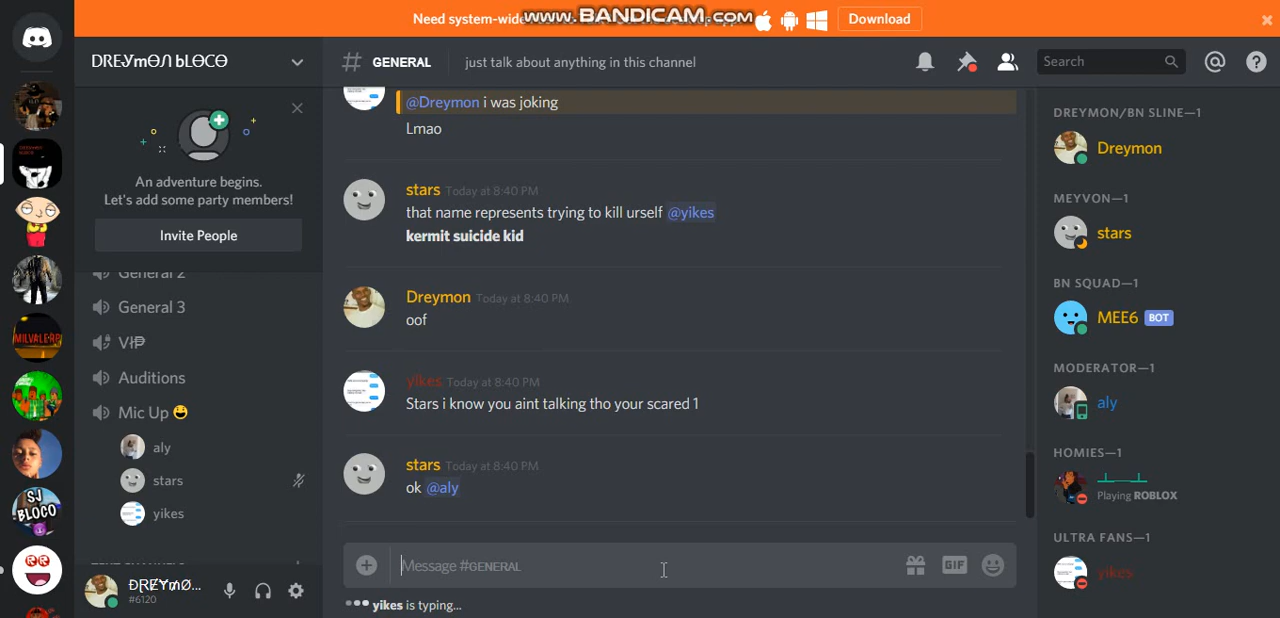 Need system-wide
www.BANDICAM.COM
Download
DREɎmӨЛ bLӨCӨ
GENERAL
just talk about anything in this channel
Search
An adventure begins.
Let's add some party members!
Invite People
General 2
General 3
VIP
Auditions
Mic Up
aly
stars
yikes
#6120
@Dreymon i was joking
Lmao
stars Today at 8:40 PM
that name represents trying to kill urself @yikes
kermit suicide kid
Dreymon Today at 8:40 PM
oof
yikes Today at 8:40 PM
Stars i know you aint talking tho your scared 1
stars Today at 8:40 PM
ok @aly
Message #GENERAL
GIF
yikes is typing...
DREYMON/BN SLINE—1
Dreymon
MEYVON—1
stars
BN SQUAD—1
MEE6 BOT
MODERATOR—1
aly
HOMIES—1
Playing ROBLOX
ULTRA FANS—1
yikes
MILVALE RP
SJ
BLOCO